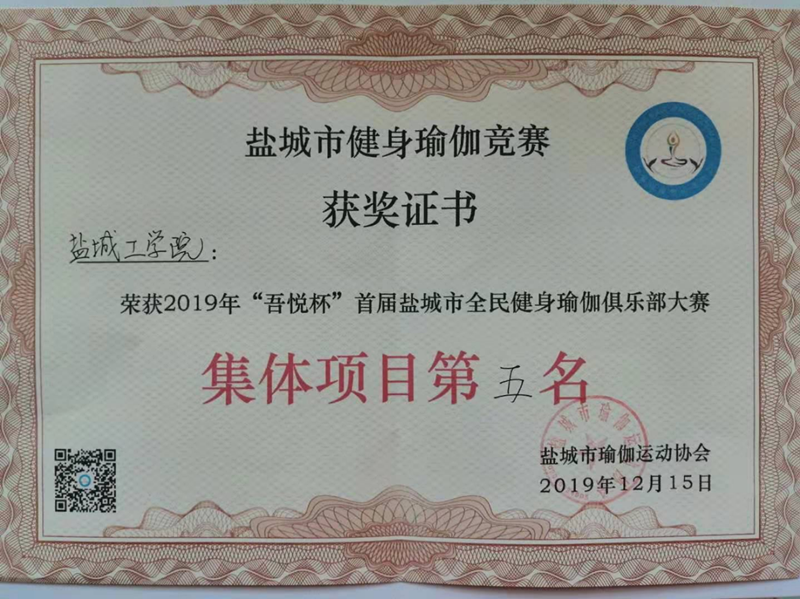 盐城市健身瑜伽竞赛
获奖证书
盐城工学院：
荣获2019年“吾悦杯”首届盐城市全民健身瑜伽俱乐部大赛
集体项目第五名
盐城市瑜伽运动协会
2019年12月15日